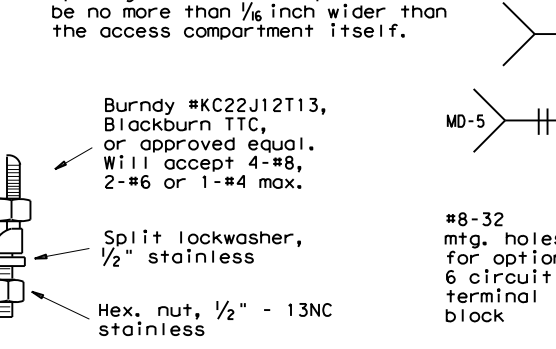 be no more than 1/16 inch wider than
the access compartment itself.
Burndy #KC22J12T13,
Blackburn TTC,
or approved equal.
Will accept 4-#8,
2-#6 or 1-#4 max.
Split lockwasher,
1/2" stainless
Hex. nut, 1/2" - 13NC
stainless
MD-5
#8-32
mtg. holes
for option
6 circuit
terminal
block